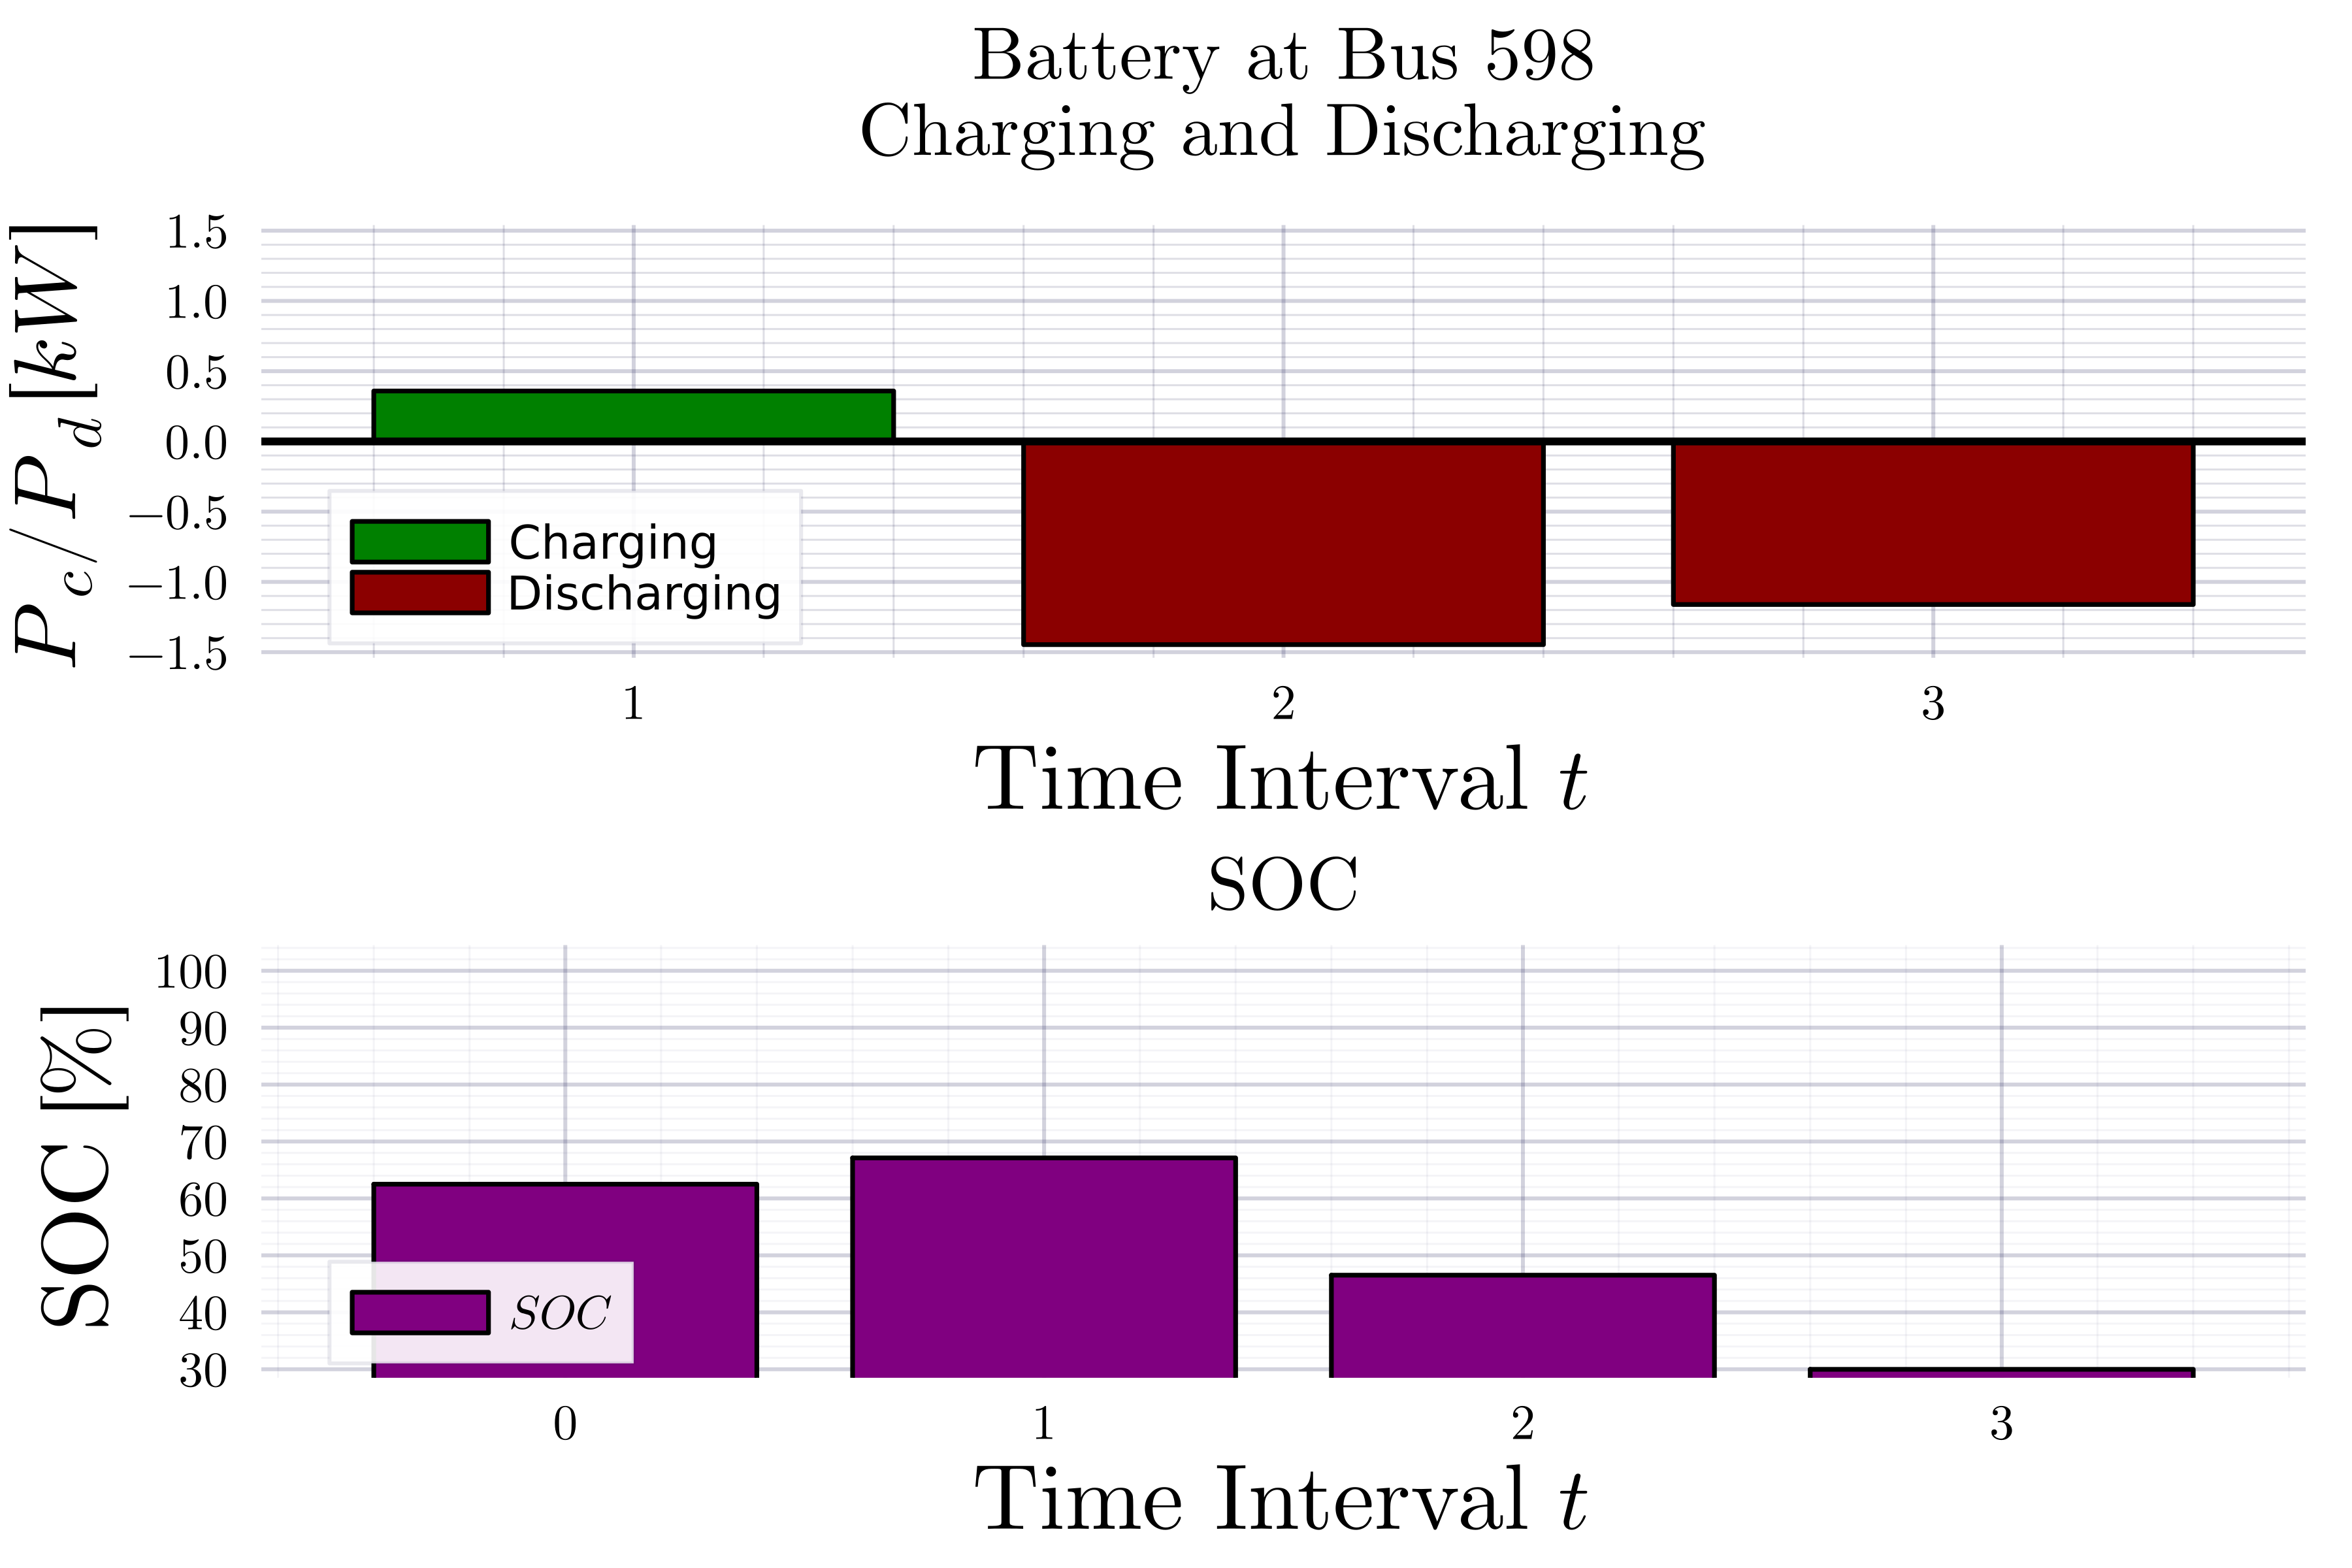 Battery at Bus 598
Charging and Discharging
P_c/P_d [kW]
1.5
1.0
0.5
0.0
−0.5
−1.0
−1.5
Charging
Discharging
1 2 3
Time Interval t
SOC
SOC [%]
100
90
80
70
60
50
40
30
SOC
0 1 2 3
Time Interval t